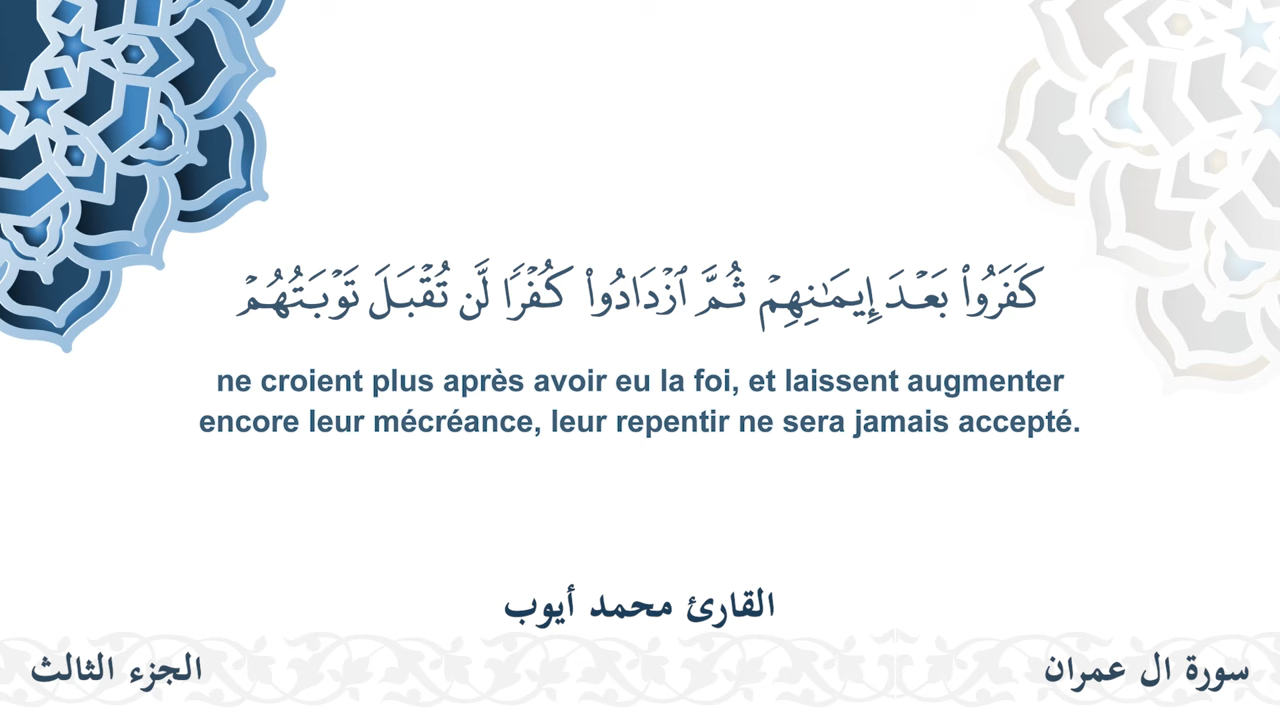 كَفَرُوا۟ بَعْدَ إِيمَـٰنِهِمْ ثُمَّ ٱزْدَادُوا۟ كُفْرًا لَّن تُقْبَلَ تَوْبَتُهُمْ
ne croient plus après avoir eu la foi, et laissent augmenter
encore leur mécréance, leur repentir ne sera jamais accepté.
القارئ محمد أيوب
سورة ال عمران
الجزء الثالث